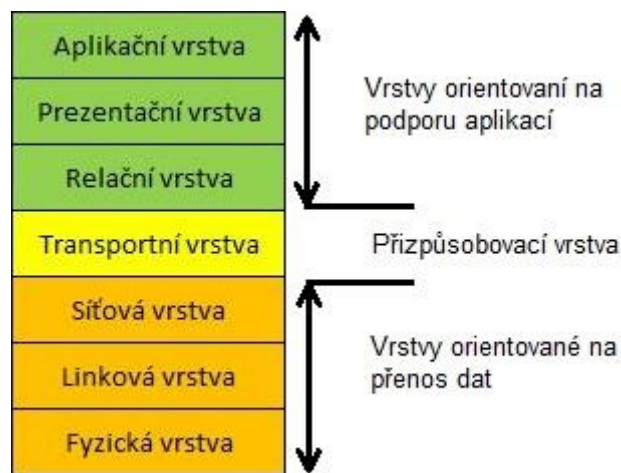 Aplikační vrstva
Prezentační vrstva
Relační vrstva
Transportní vrstva
Síťová vrstva
Linková vrstva
Fyzická vrstva
Vrstvy orientovaní na
podporu aplikací
Přizpůsobovací vrstva
Vrstvy orientované na
přenos dat